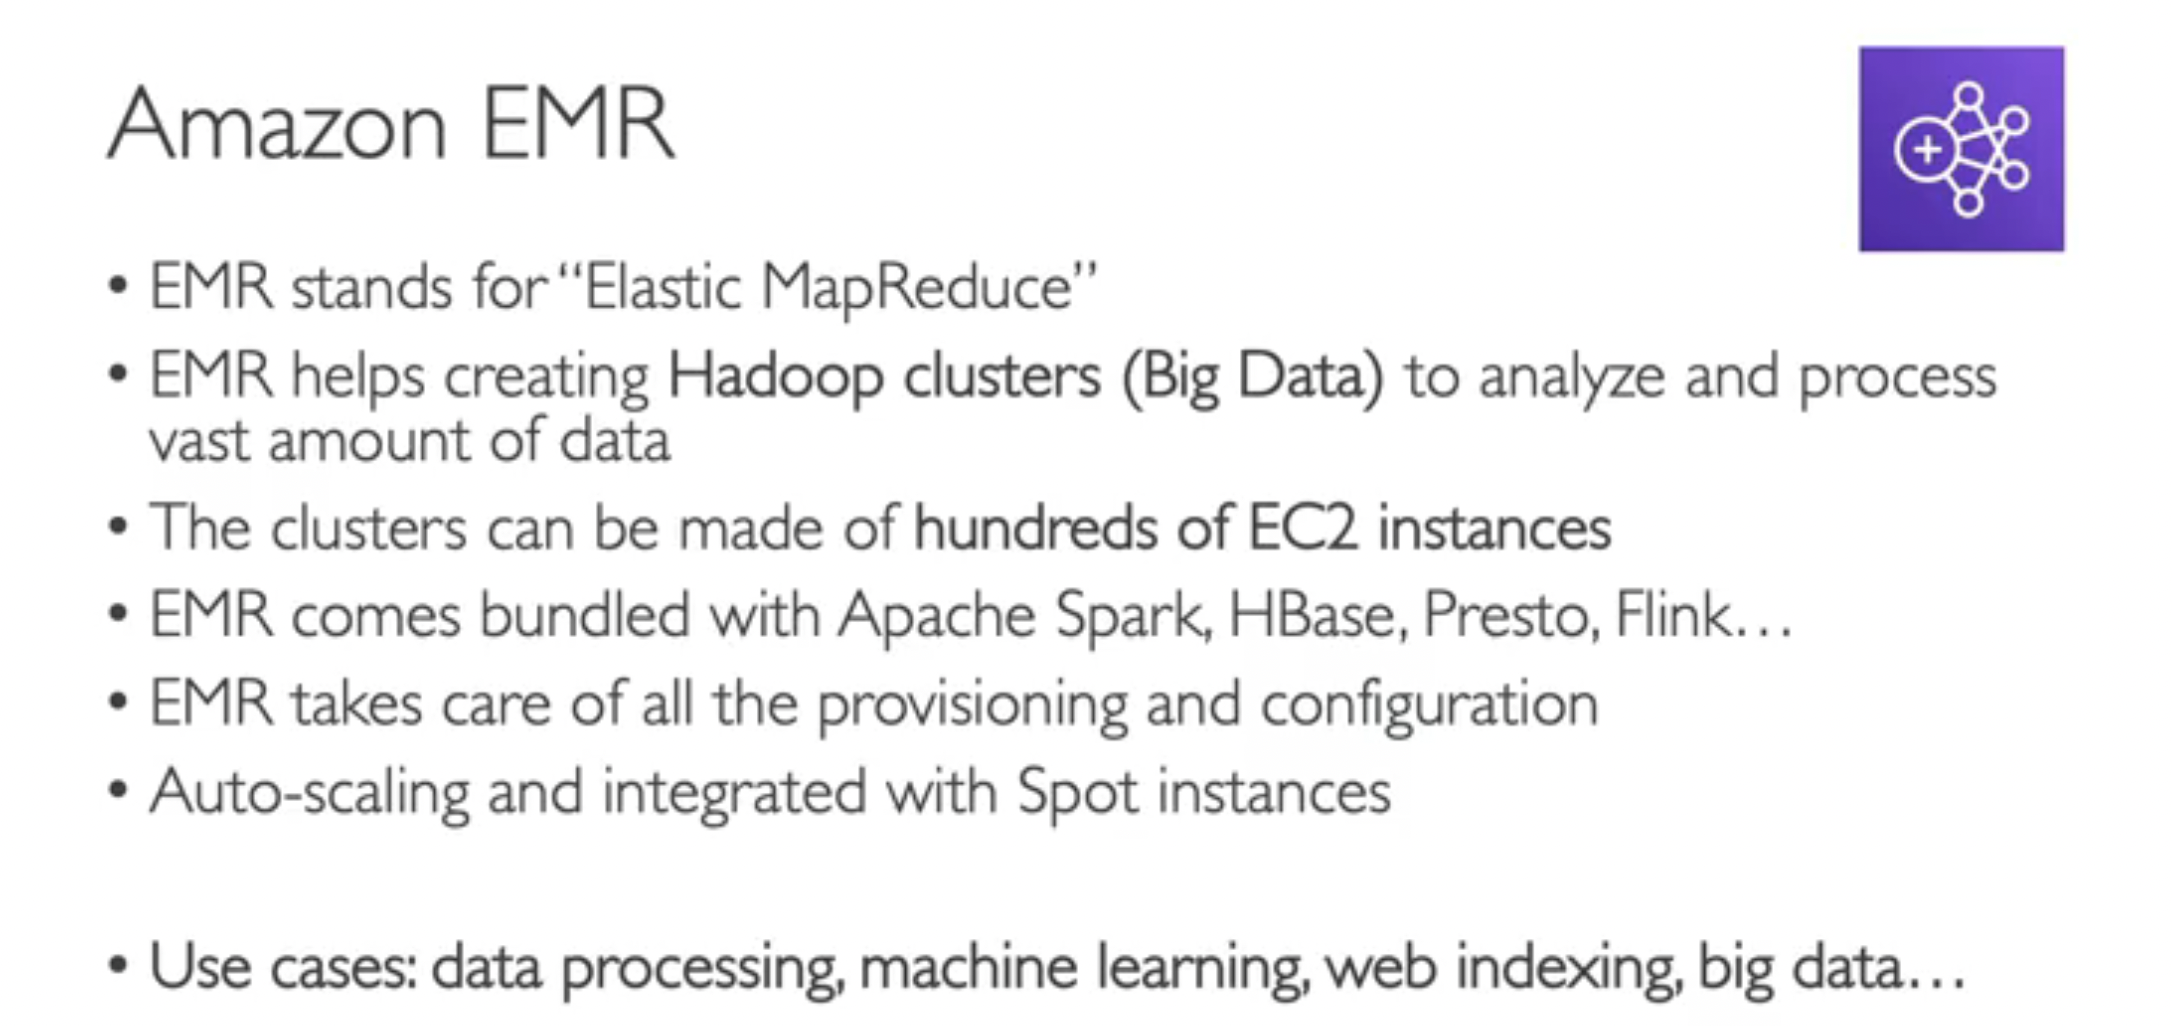 Amazon EMR
• EMR stands for “Elastic MapReduce”
• EMR helps creating Hadoop clusters (Big Data) to analyze and process
vast amount of data
• The clusters can be made of hundreds of EC2 instances
• EMR comes bundled with Apache Spark, HBase, Presto, Flink…
• EMR takes care of all the provisioning and configuration
• Auto-scaling and integrated with Spot instances
• Use cases: data processing, machine learning, web indexing, big data…